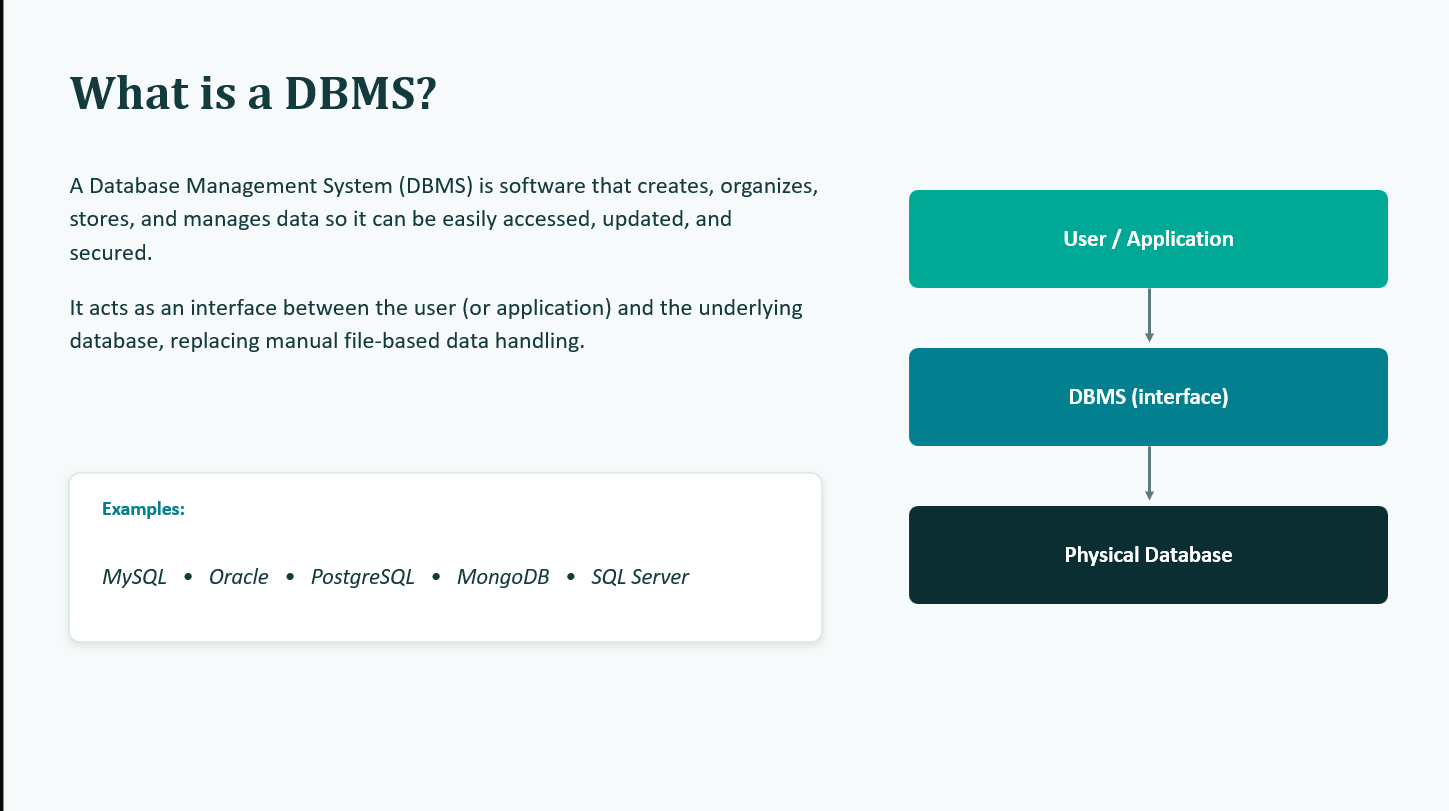 What is a DBMS?
A Database Management System (DBMS) is software that creates, organizes,
stores, and manages data so it can be easily accessed, updated, and
secured.
It acts as an interface between the user (or application) and the underlying
database, replacing manual file-based data handling.
Examples:
MySQL • Oracle • PostgreSQL • MongoDB • SQL Server
User / Application
DBMS (interface)
Physical Database